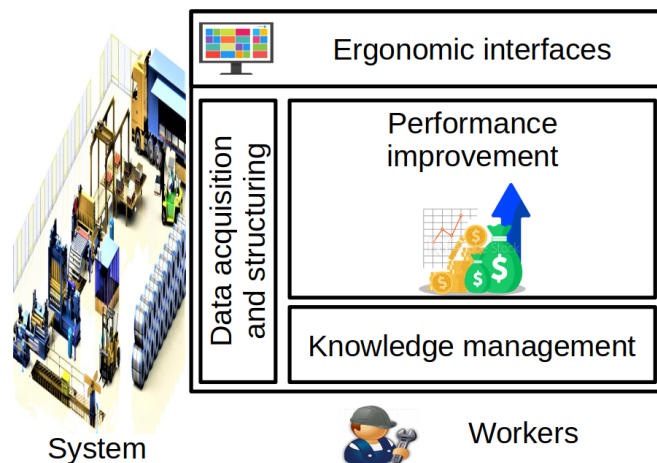 Ergonomic interfaces
Data acquisition
and structuring
Performance
improvement
$
$
$
$
Knowledge management
System
Workers